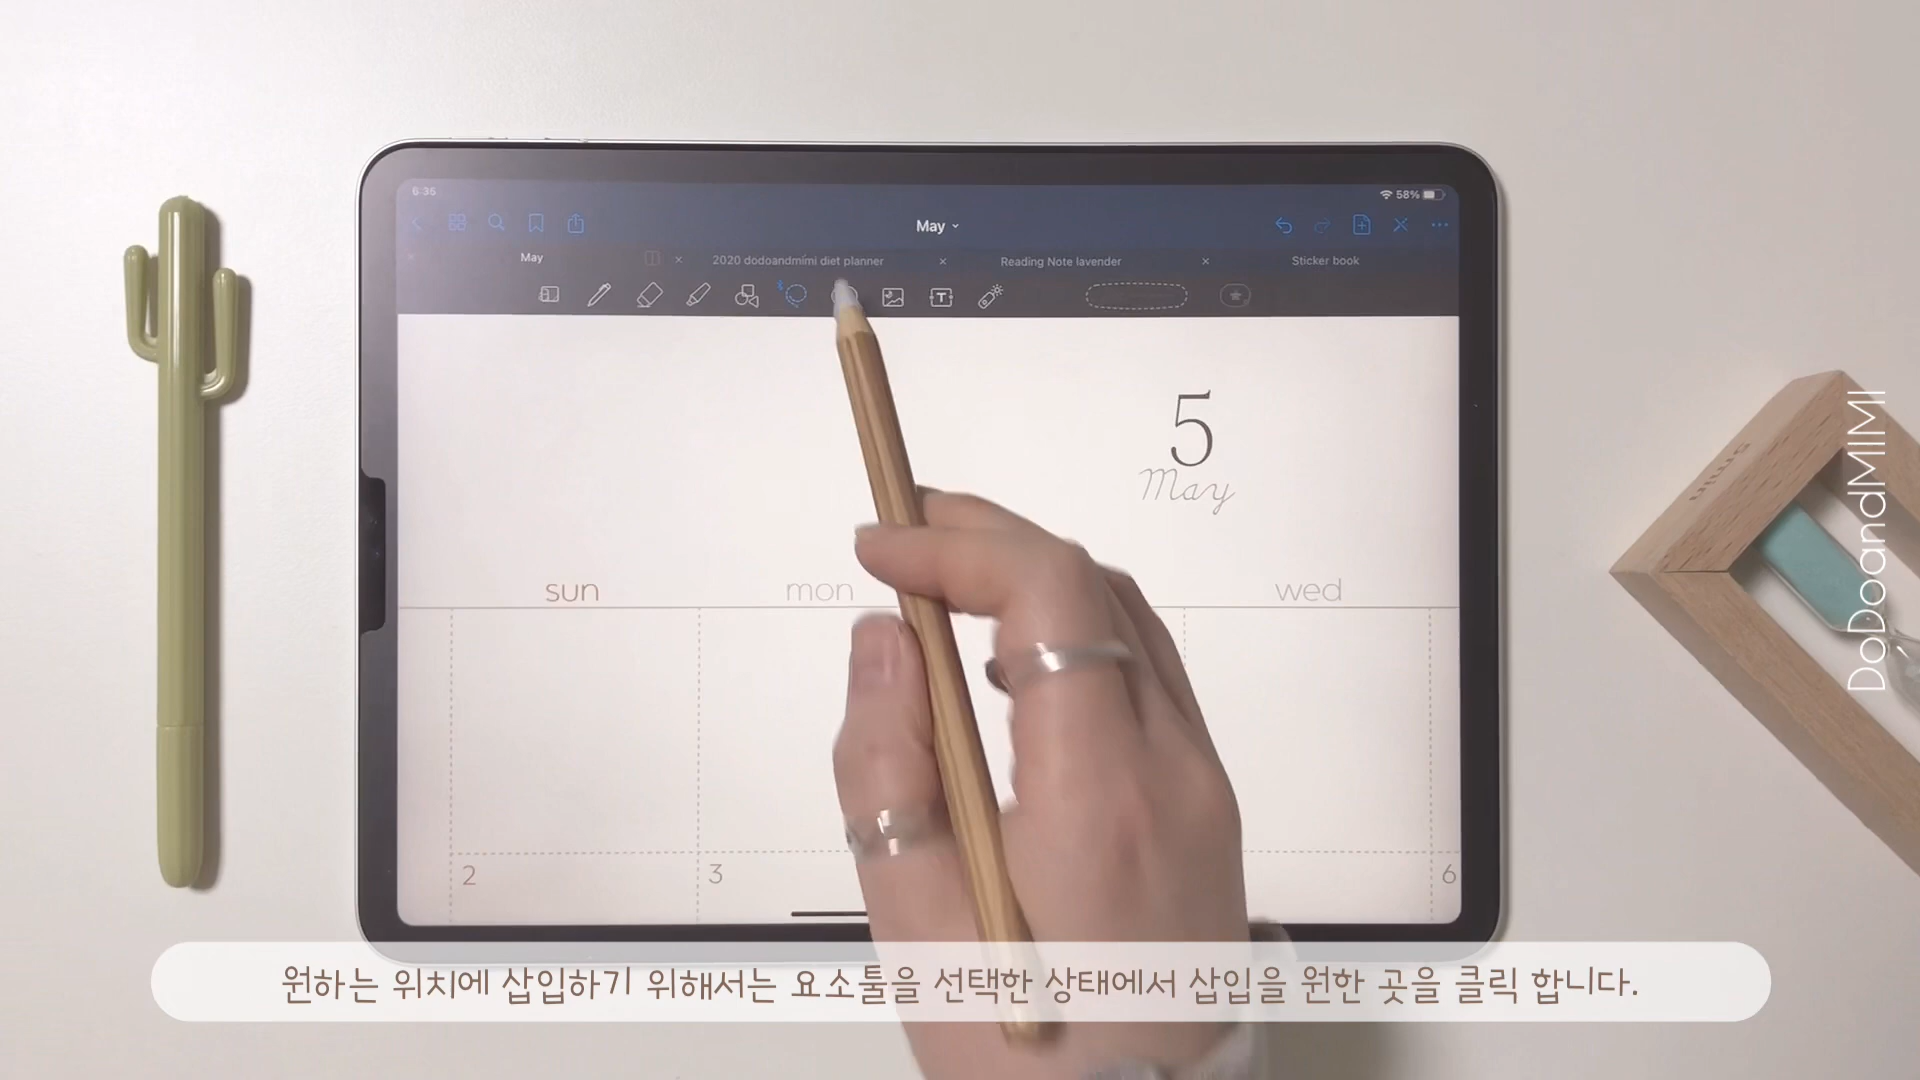 6:36
58%
May
May
2020 dodoandmimi diet planner
Reading Note lavender
Sticker book
5
May
sun
mon
wed
2
3
6
5min
DoDoandMIMI
원하는 위치에 삽입하기 위해서는 요소툴을 선택한 상태에서 삽입을 원한 곳을 클릭 합니다.